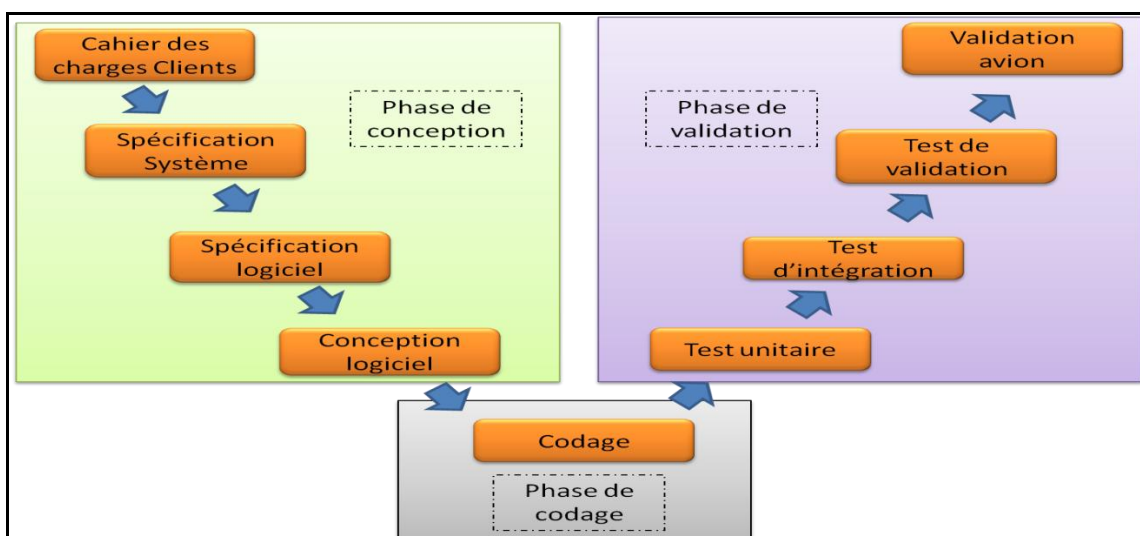 Cahier des
charges Clients
Phase de
conception
Spécification
Système
Spécification
logiciel
Conception
logiciel
Codage
Phase de
codage
Validation
avion
Phase de
validation
Test de
validation
Test
d'intégration
Test unitaire